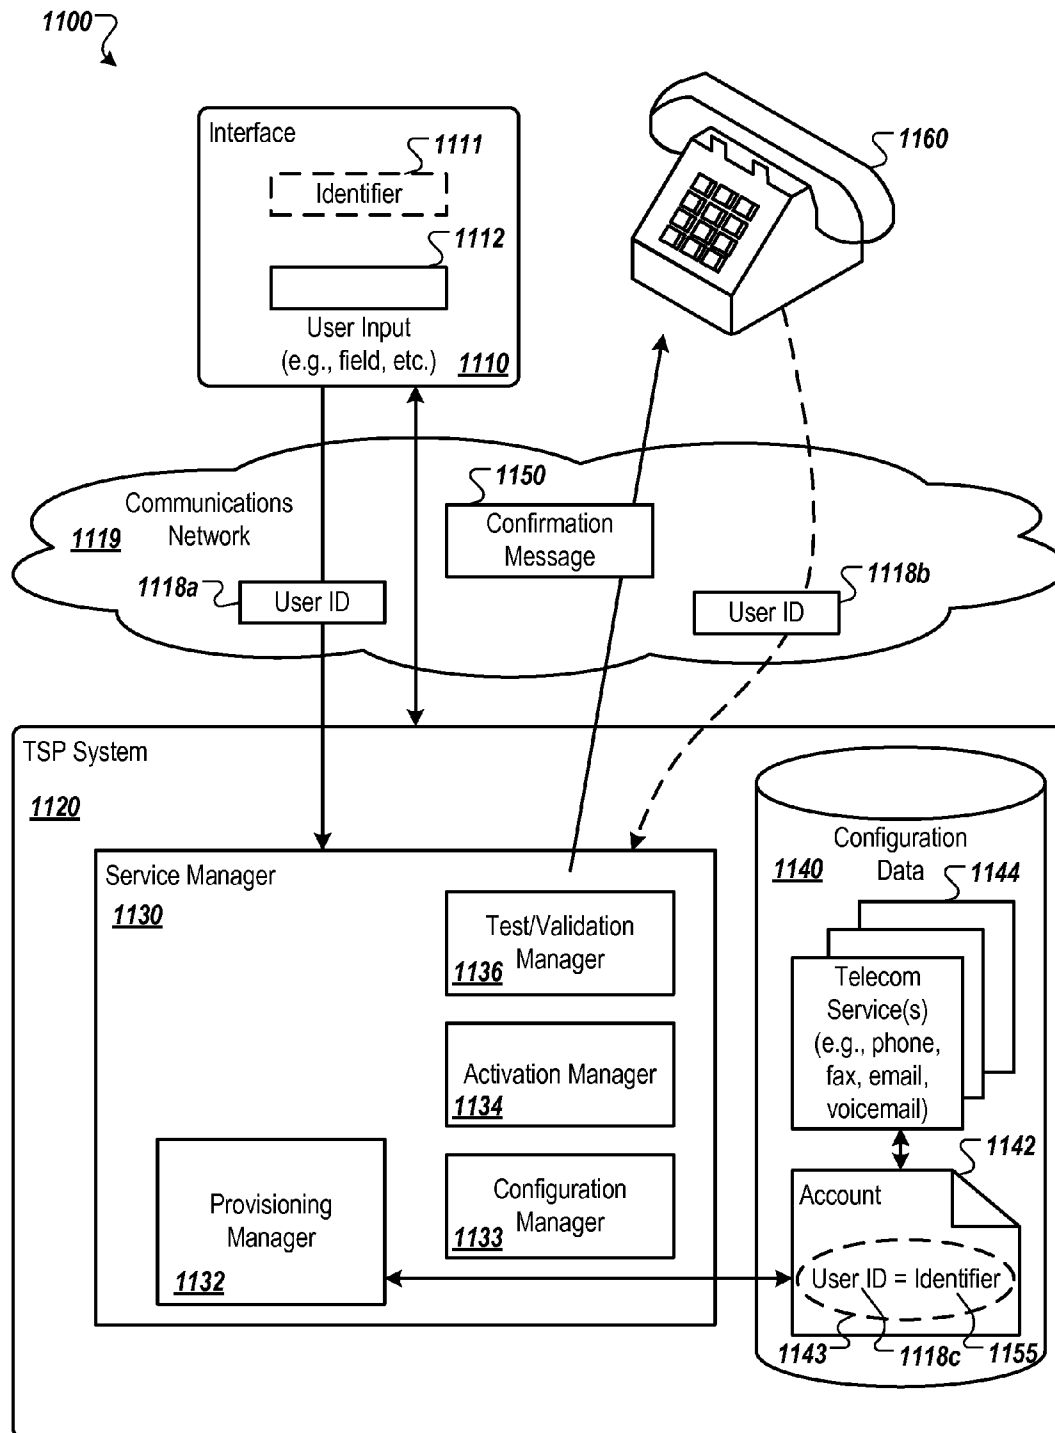 1100
Interface
1111
Identifier
1112
User Input
(e.g., field, etc.)
1110
1160
Communications
Network
1119
1150
Confirmation
Message
1118a
User ID
1118b
User ID
TSP System
1120
Service Manager
1130
Test/Validation
Manager
1136
Activation Manager
1134
Configuration
Manager
1133
Provisioning
Manager
1132
Configuration
Data
1140
1144
Telecom
Service(s)
(e.g., phone,
fax, email,
voicemail)
1142
Account
User ID = Identifier
1143
1118c
1155